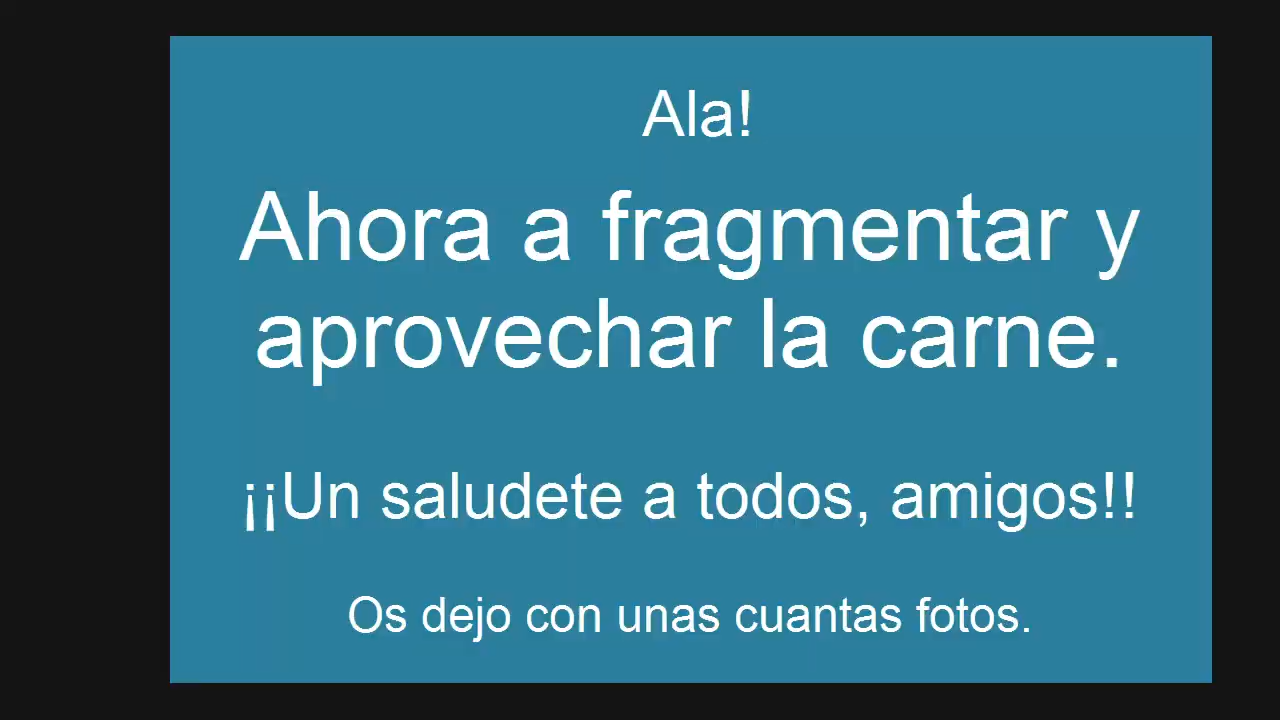 Ala!
Ahora a fragmentar y
aprovechar la carne.
¡¡Un saludete a todos, amigos!!
Os dejo con unas cuantas fotos.